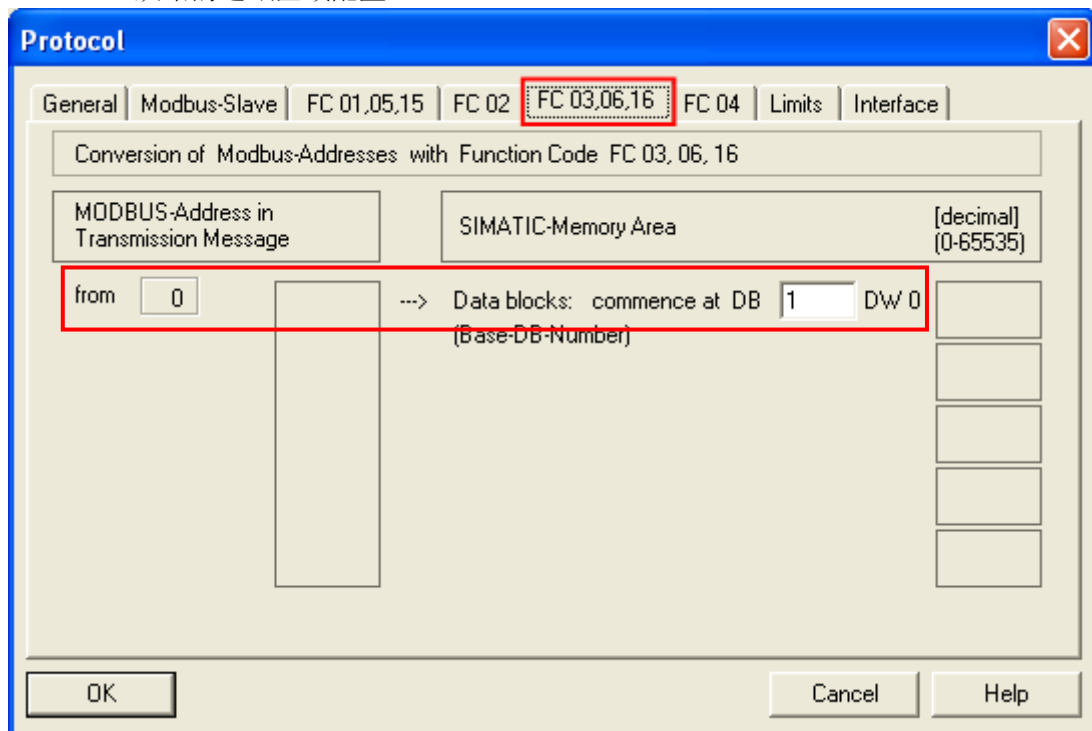 Protocol
General Modbus-Slave FC 01,05,15 FC 02 FC 03,06,16 FC 04 Limits Interface
Conversion of Modbus-Addresses with Function Code FC 03, 06, 16
MODBUS-Address in
Transmission Message
SIMATIC-Memory Area
[decimal]
(0-65535)
from 0 ---> Data blocks: commence at DB 1 DW 0
(Base-DB-Number)
OK Cancel Help